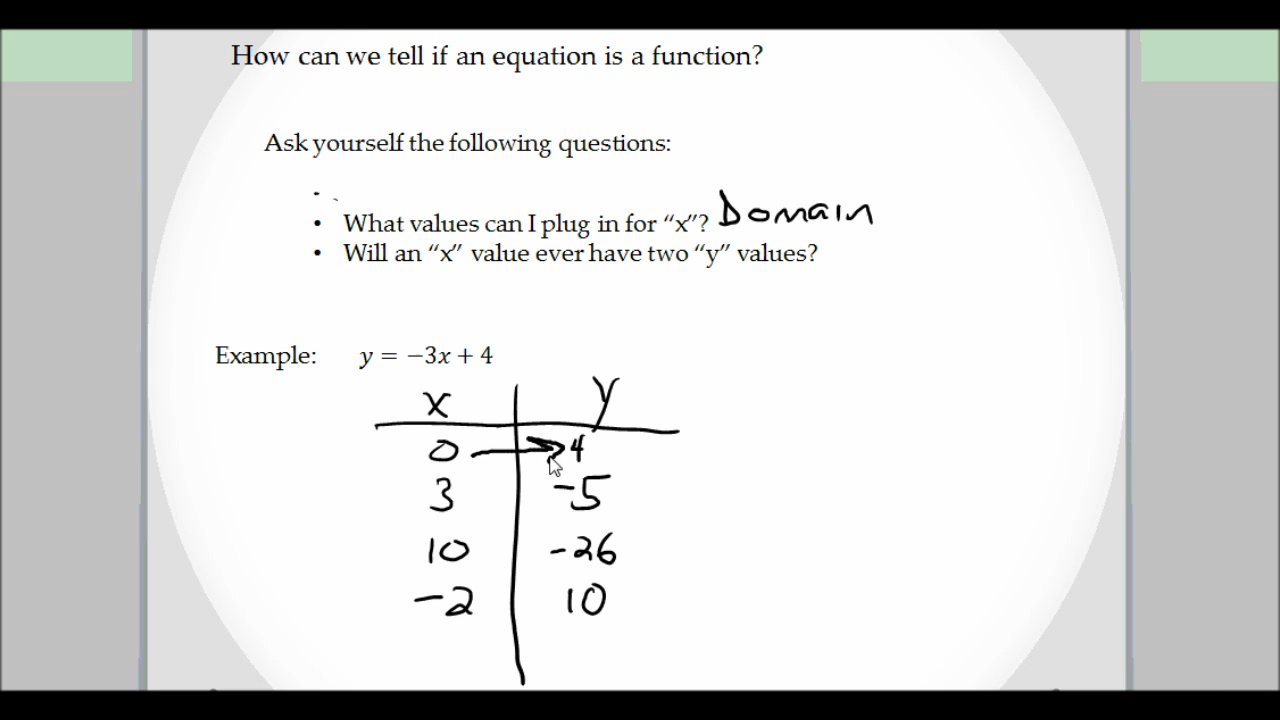 How can we tell if an equation is a function?
Ask yourself the following questions:
•
• What values can I plug in for “x”? Domain
• Will an “x” value ever have two “y” values?
Example: y = −3x + 4
x y
0 → 4
3 -5
10 -26
-2 10